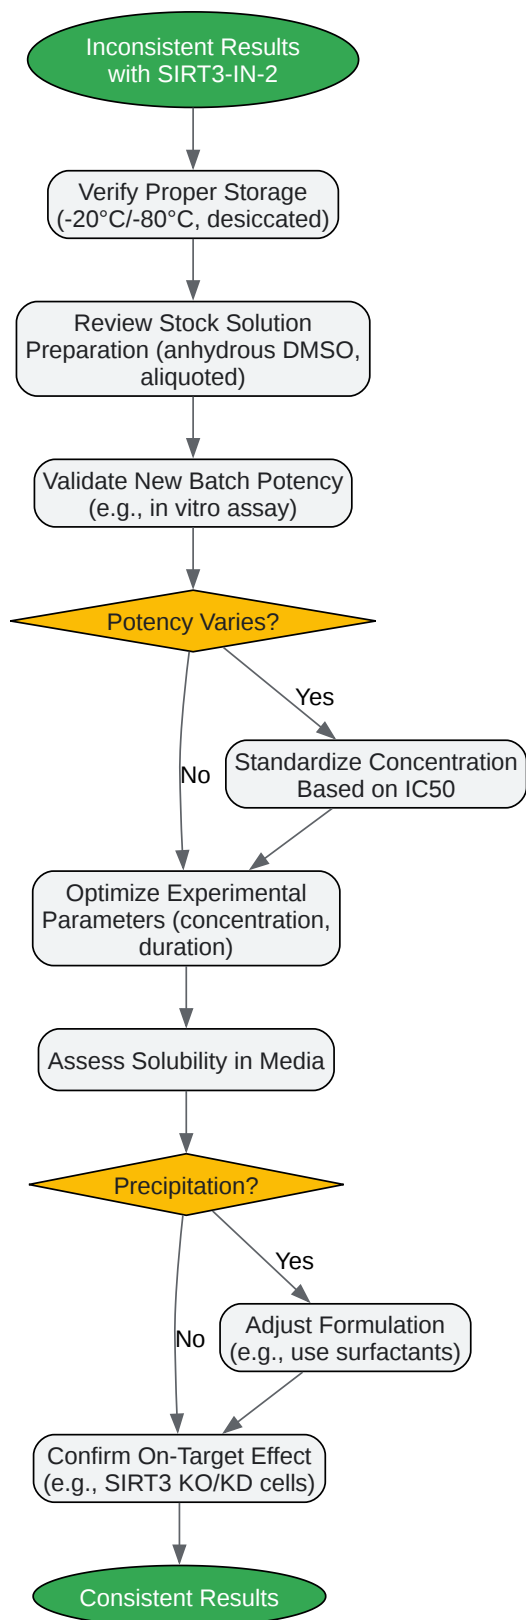 Inconsistent Results
with SIRT3-IN-2
Verify Proper Storage
(-20°C/-80°C, desiccated)
Review Stock Solution
Preparation (anhydrous DMSO,
aliquoted)
Validate New Batch Potency
(e.g., in vitro assay)
Potency Varies?
Yes
Standardize Concentration
Based on IC50
No
Optimize Experimental
Parameters (concentration,
duration)
Assess Solubility in Media
Precipitation?
Yes
Adjust Formulation
(e.g., use surfactants)
No
Confirm On-Target Effect
(e.g., SIRT3 KO/KD cells)
Consistent Results